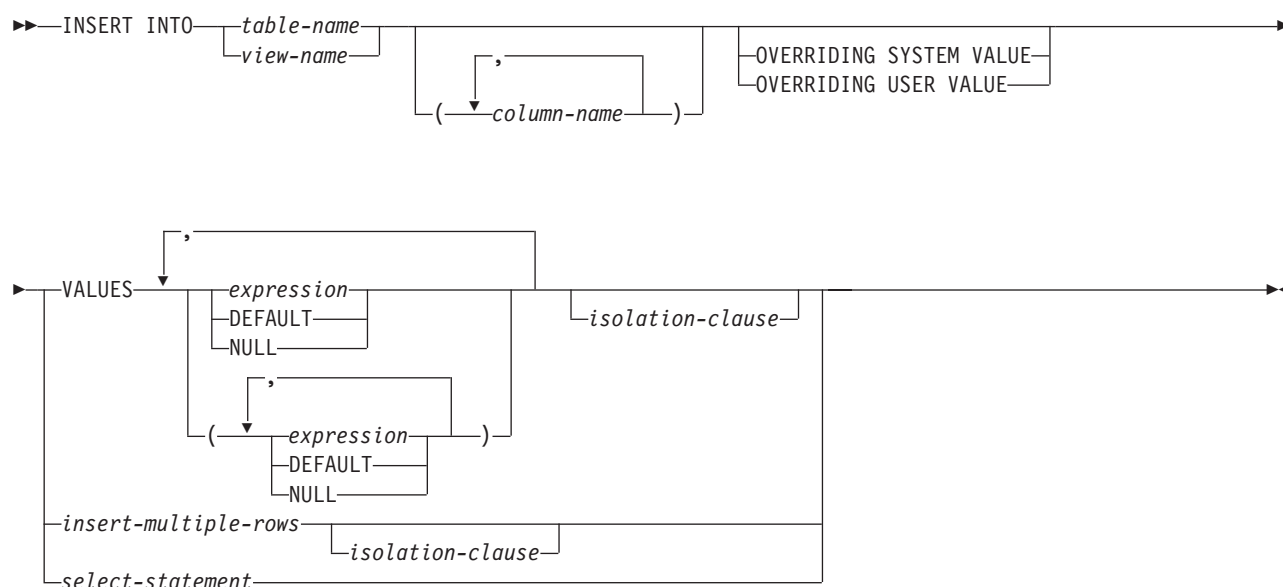 INSERT INTO table-name
view-name
,
( column-name )
OVERRIDING SYSTEM VALUE
OVERRIDING USER VALUE
,
VALUES expression
DEFAULT
NULL
isolation-clause
,
( expression )
DEFAULT
NULL
insert-multiple-rows
isolation-clause
select-statement